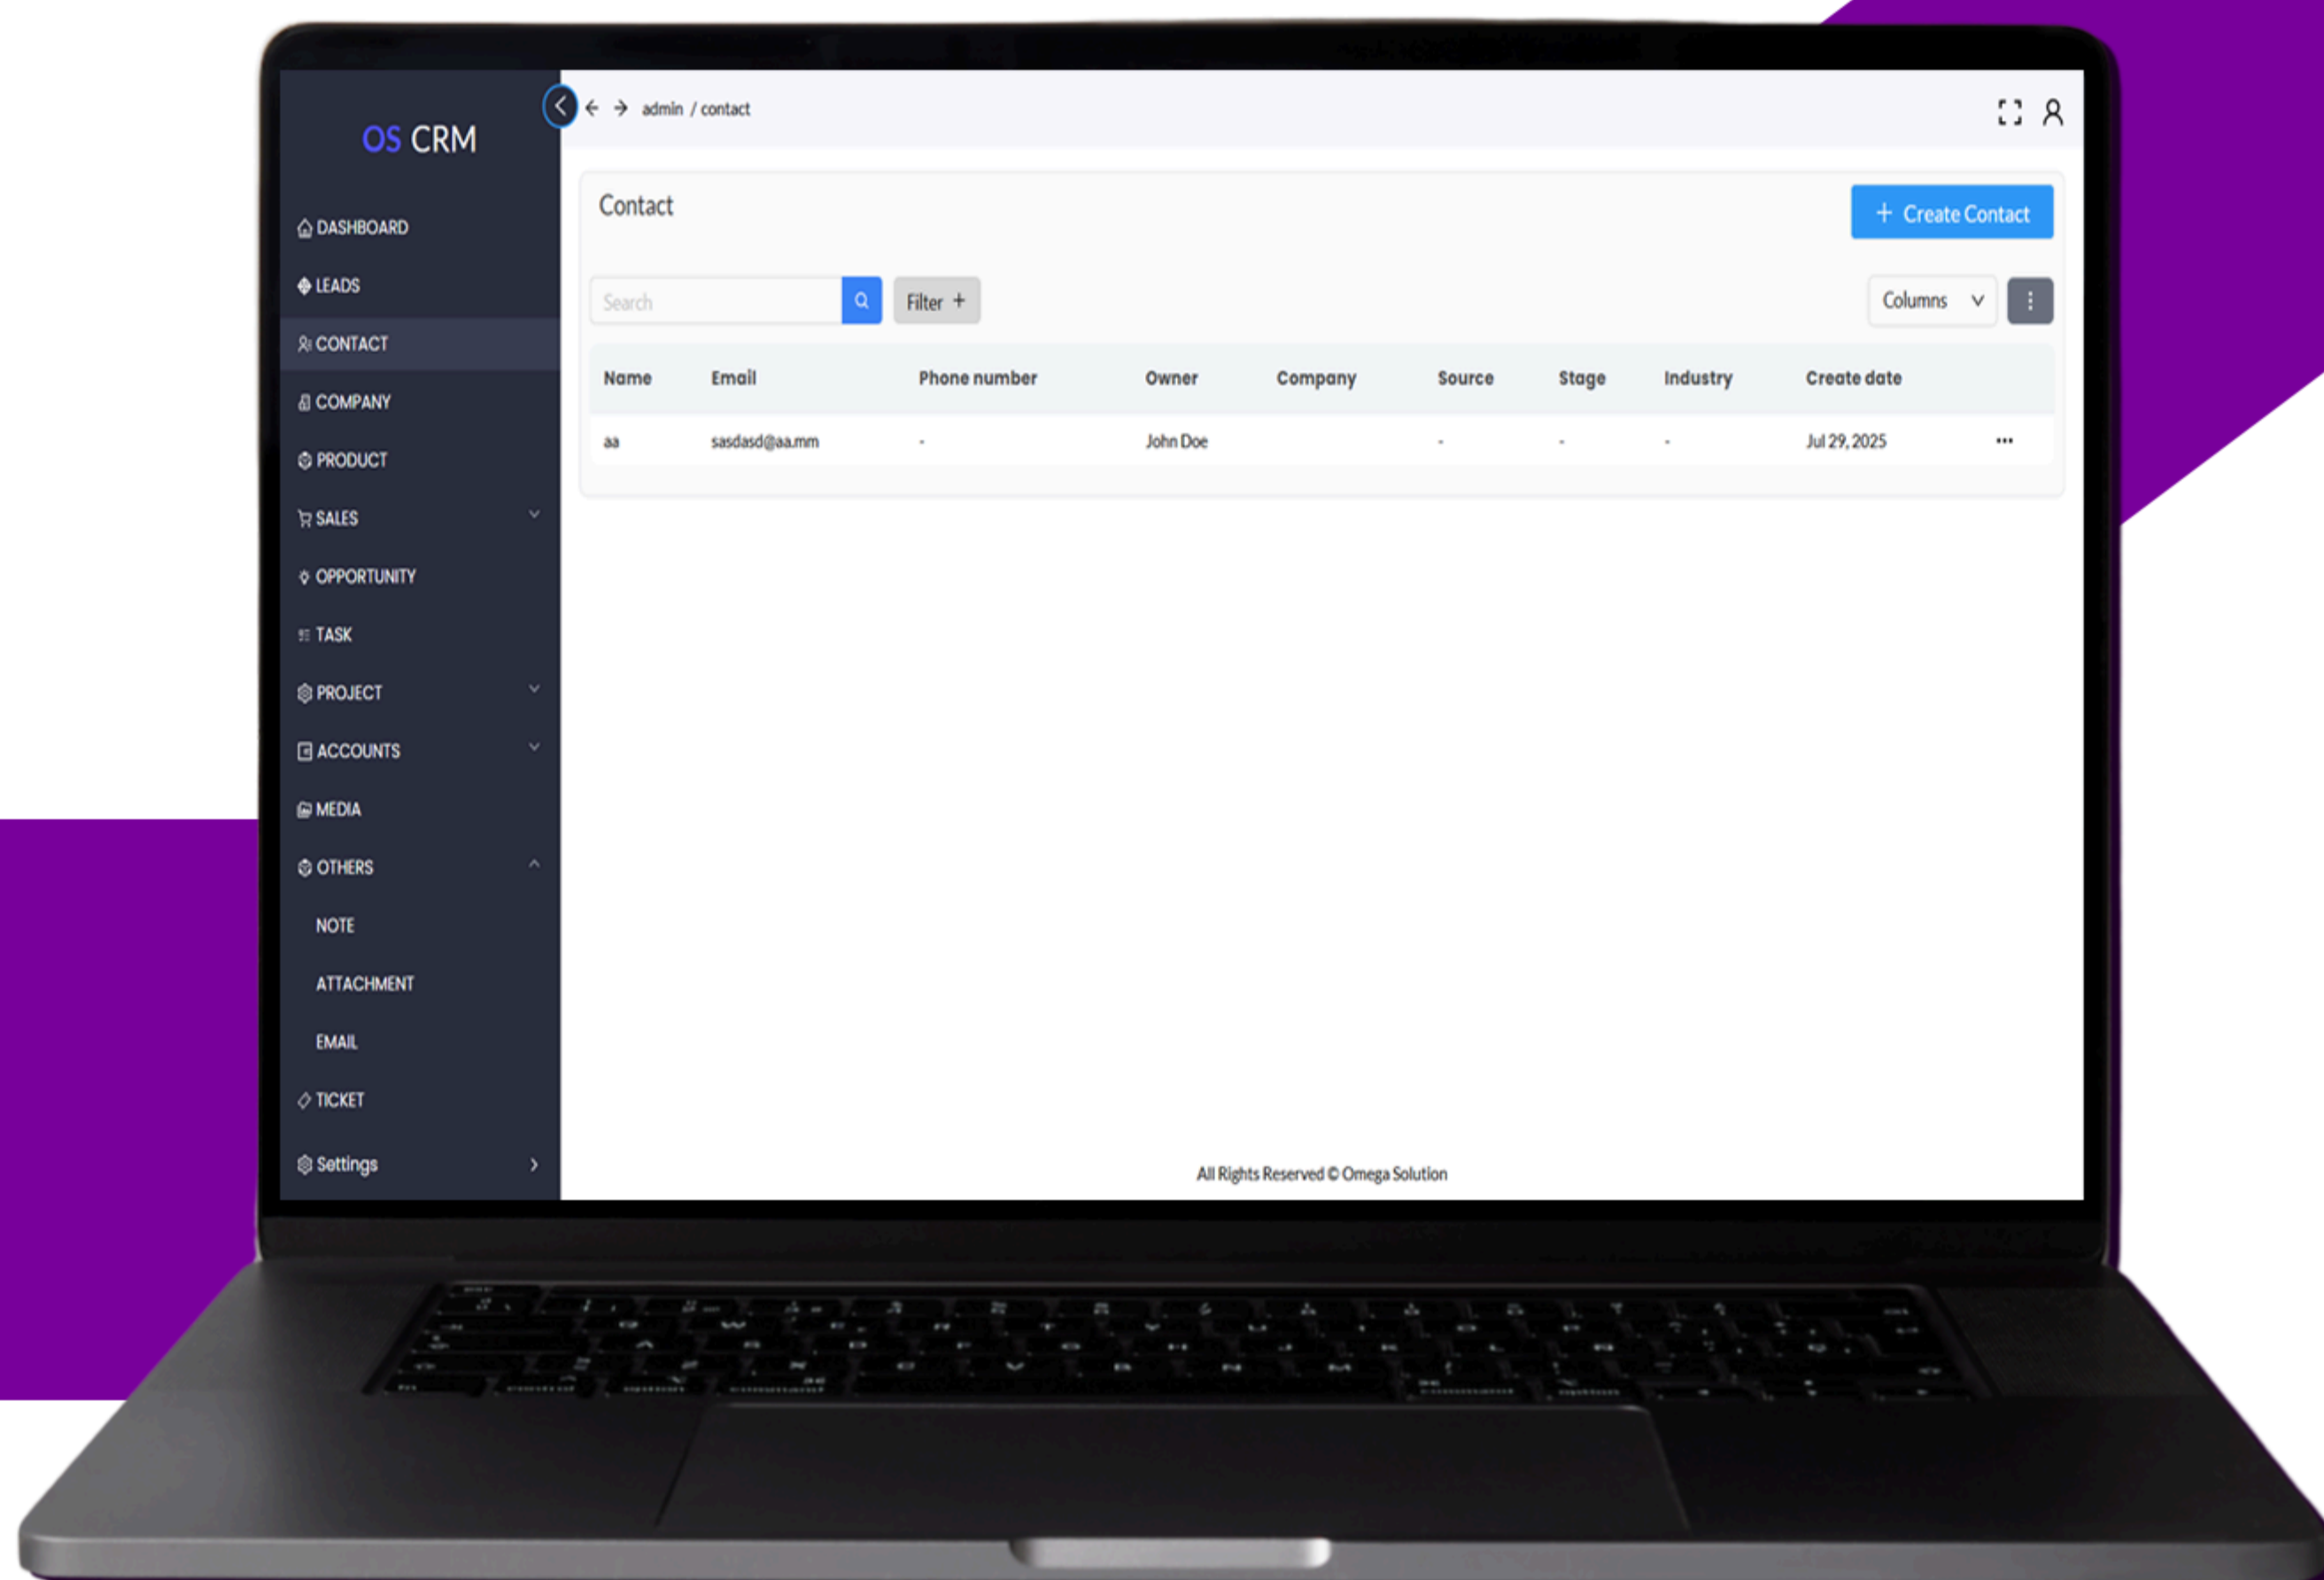 OS CRM
admin / contact
DASHBOARD
LEADS
CONTACT
COMPANY
PRODUCT
SALES
OPPORTUNITY
TASK
PROJECT
ACCOUNTS
MEDIA
OTHERS
NOTE
ATTACHMENT
EMAIL
TICKET
Settings
Contact
+ Create Contact
Search
Filter +
Columns
Name Email Phone number Owner Company Source Stage Industry Create date
aa sasdasd@aa.mm - John Doe - - - Jul 29, 2025 •••
All Rights Reserved © Omega Solution